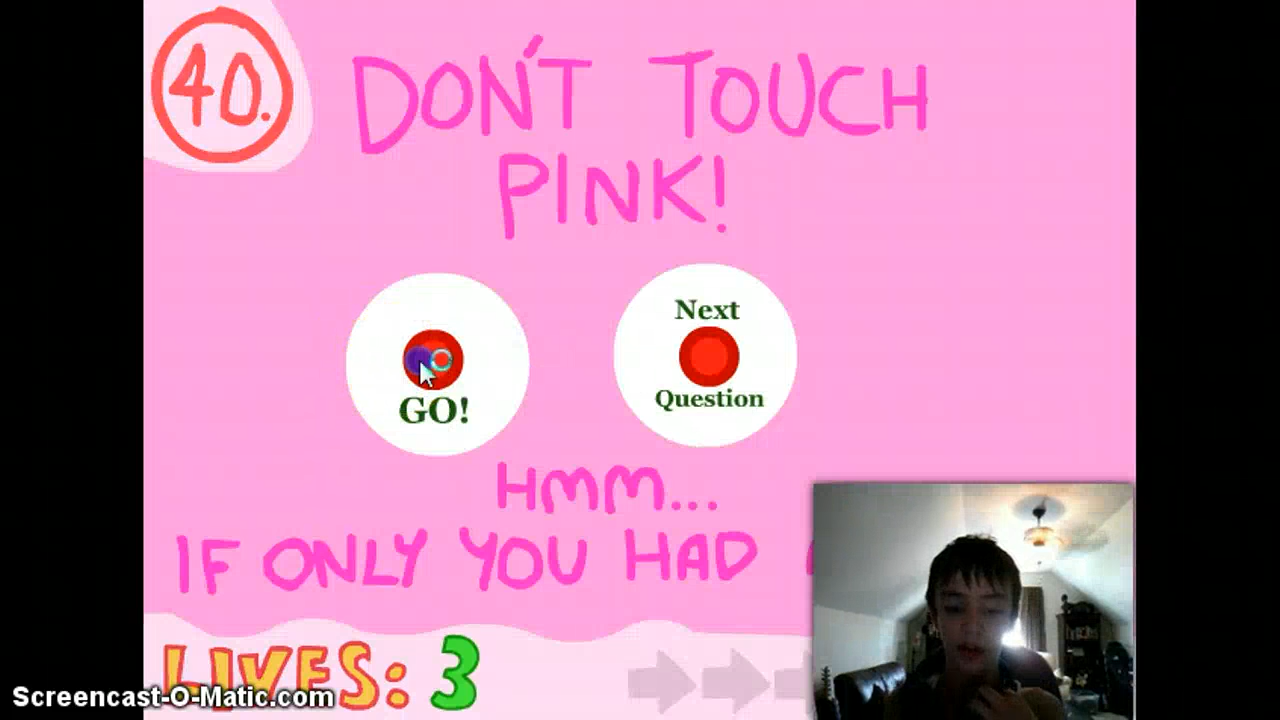 40.
DON'T TOUCH
PINK!
Next
GO!
Question
HMM...
IF ONLY YOU HAD
LIVES: 3
Screencast-O-Matic.com